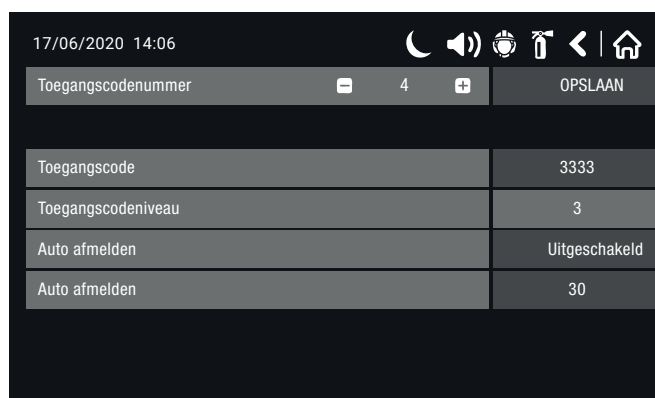 17/06/2020 14:06
Toegangscodenummer 4 OPSLAAN
Toegangscode 3333
Toegangscodeniveau 3
Auto afmelden Uitgeschakeld
Auto afmelden 30